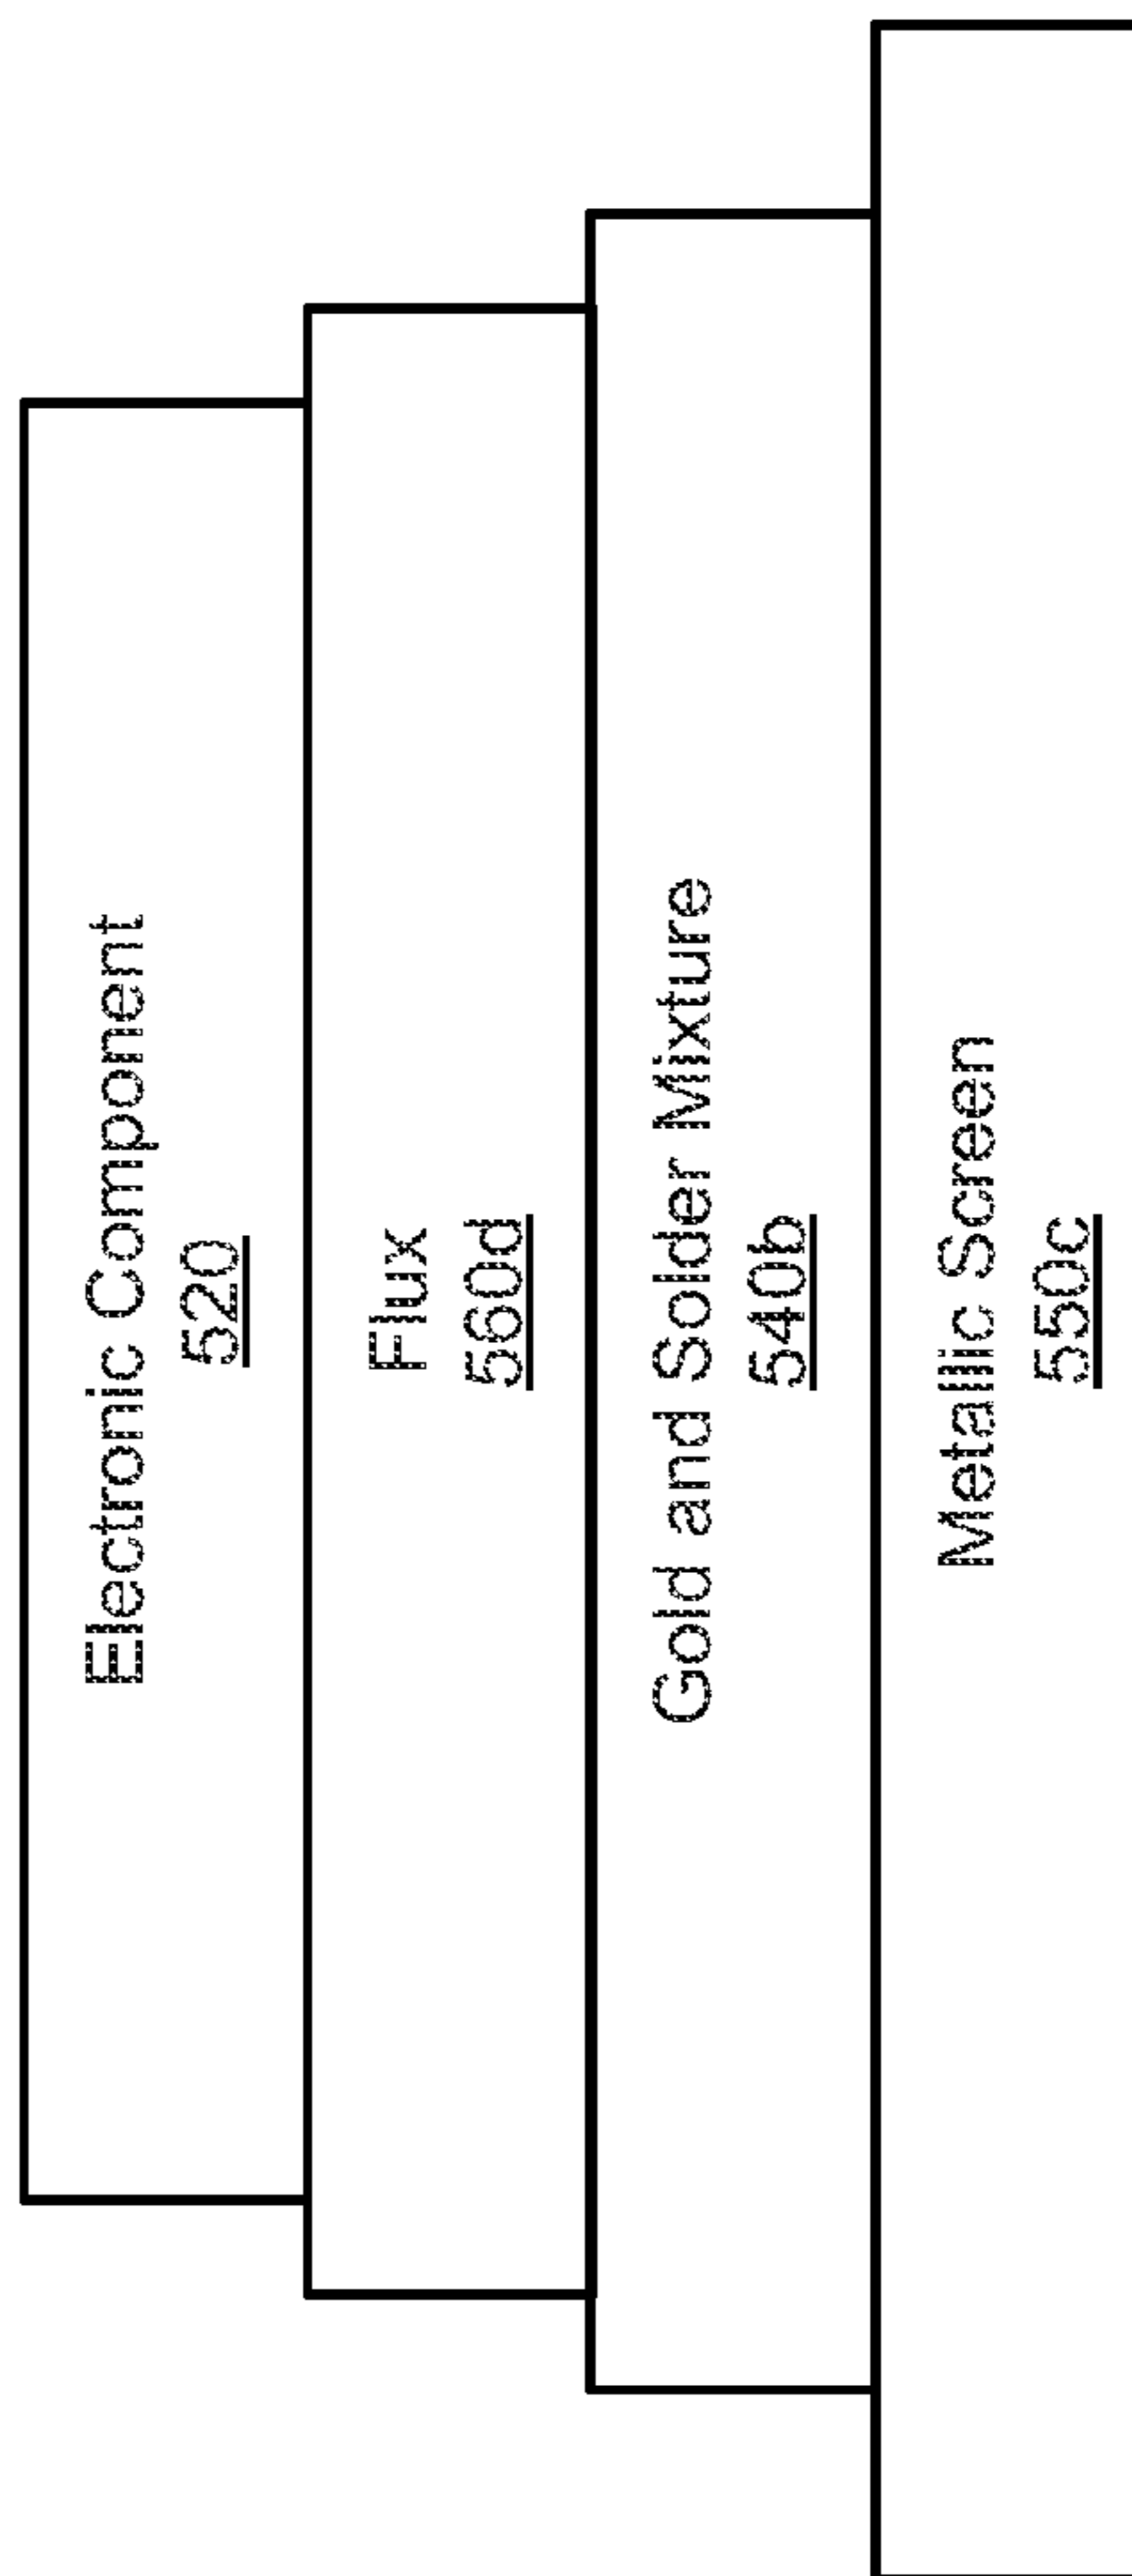 Electronic Component
520
Flux
560d
Gold and Solder Mixture
540b
Metallic Screen
550c